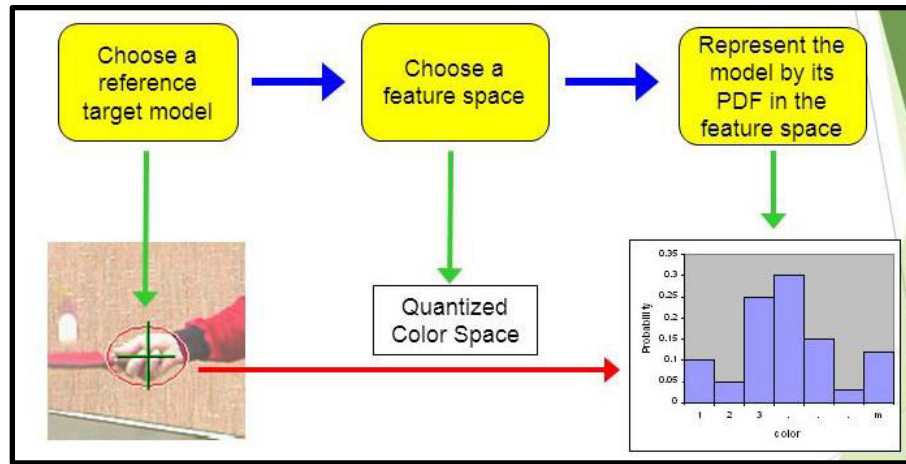 Choose a
reference
target model
Choose a
feature space
Represent the
model by its
PDF in the
feature space
Quantized
Color Space
0.35
0.3
0.25
0.2
0.15
0.1
0.05
0
Probability
1 2 3 . . . m
color